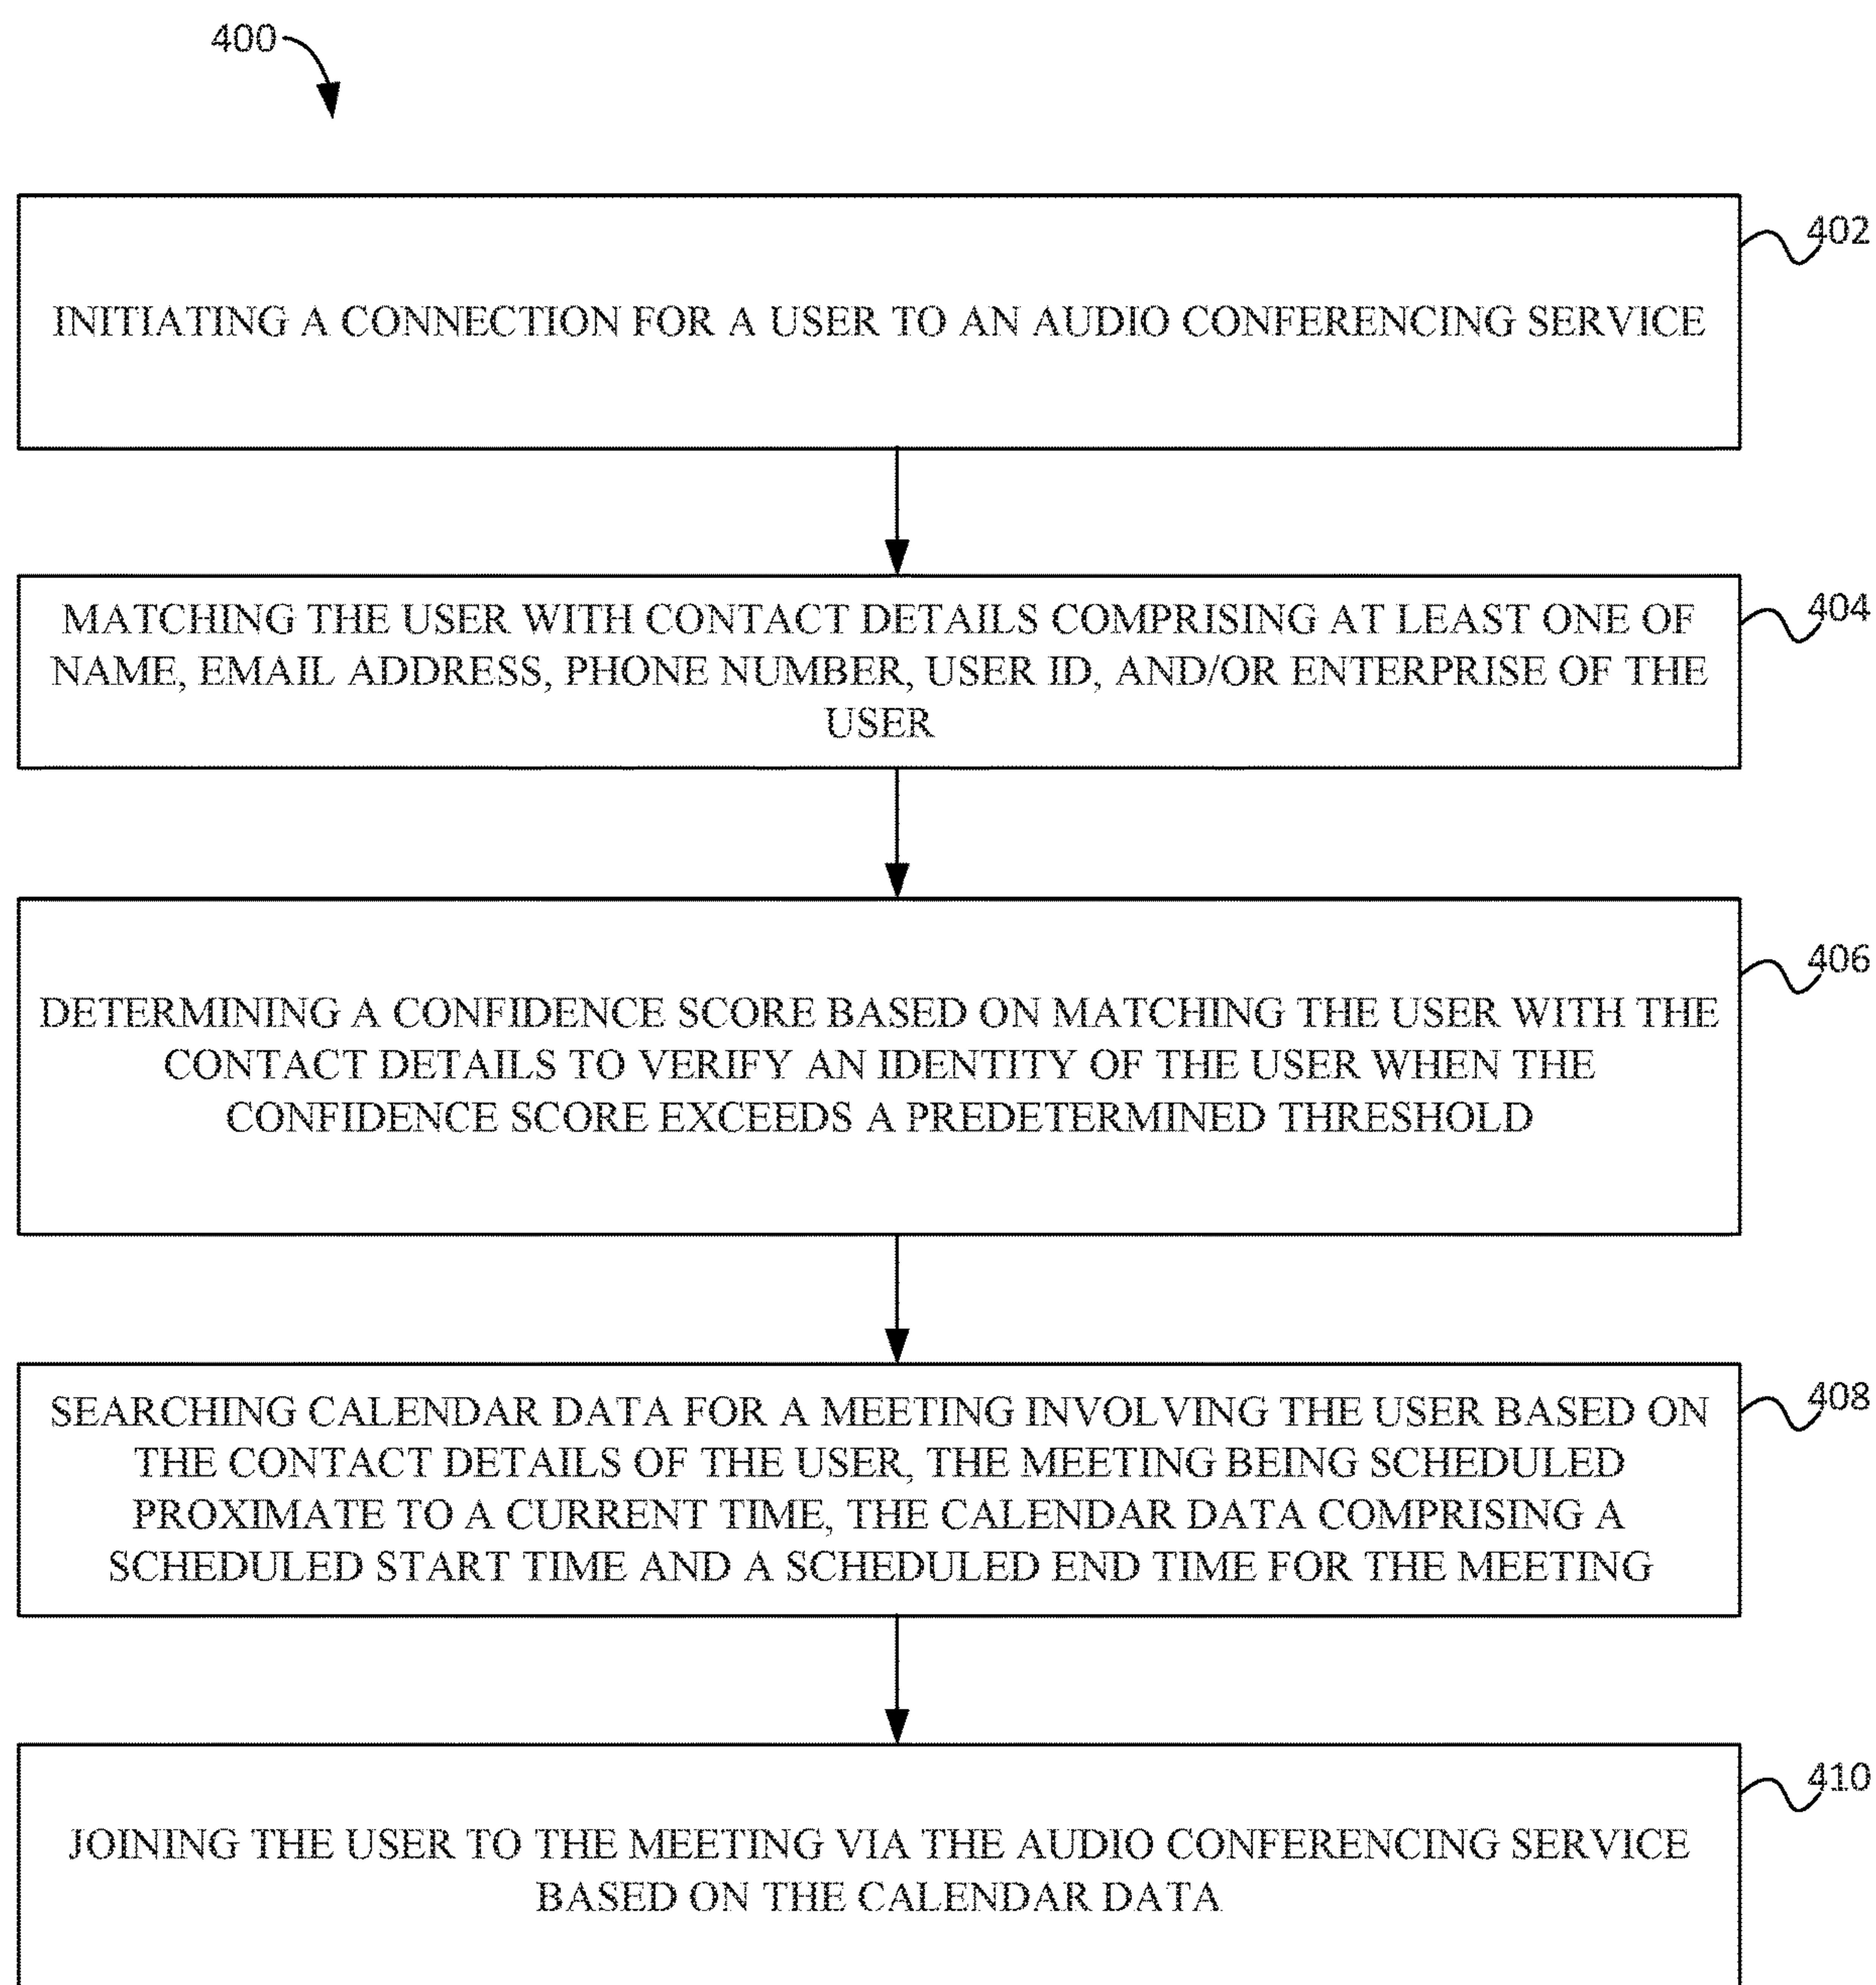 400
INITIATING A CONNECTION FOR A USER TO AN AUDIO CONFERENCING SERVICE
402
MATCHING THE USER WITH CONTACT DETAILS COMPRISING AT LEAST ONE OF
NAME, EMAIL ADDRESS, PHONE NUMBER, USER ID, AND/OR ENTERPRISE OF THE
USER
404
DETERMINING A CONFIDENCE SCORE BASED ON MATCHING THE USER WITH THE
CONTACT DETAILS TO VERIFY AN IDENTITY OF THE USER WHEN THE
CONFIDENCE SCORE EXCEEDS A PREDETERMINED THRESHOLD
406
SEARCHING CALENDAR DATA FOR A MEETING INVOLVING THE USER BASED ON
THE CONTACT DETAILS OF THE USER, THE MEETING BEING SCHEDULED
PROXIMATE TO A CURRENT TIME, THE CALENDAR DATA COMPRISING A
SCHEDULED START TIME AND A SCHEDULED END TIME FOR THE MEETING
408
JOINING THE USER TO THE MEETING VIA THE AUDIO CONFERENCING SERVICE
BASED ON THE CALENDAR DATA
410